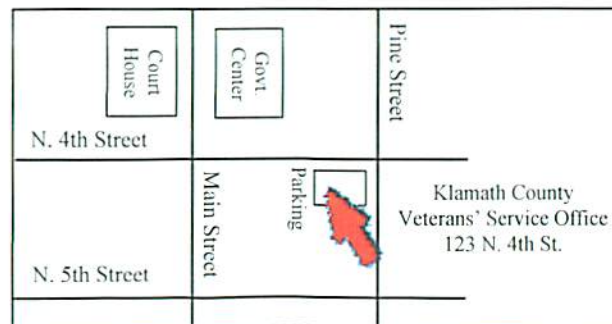 Court
House
Govt.
Center
Pine Street
N. 4th Street
Main Street
Parking
Klamath County
Veterans' Service Office
123 N. 4th St.
N. 5th Street